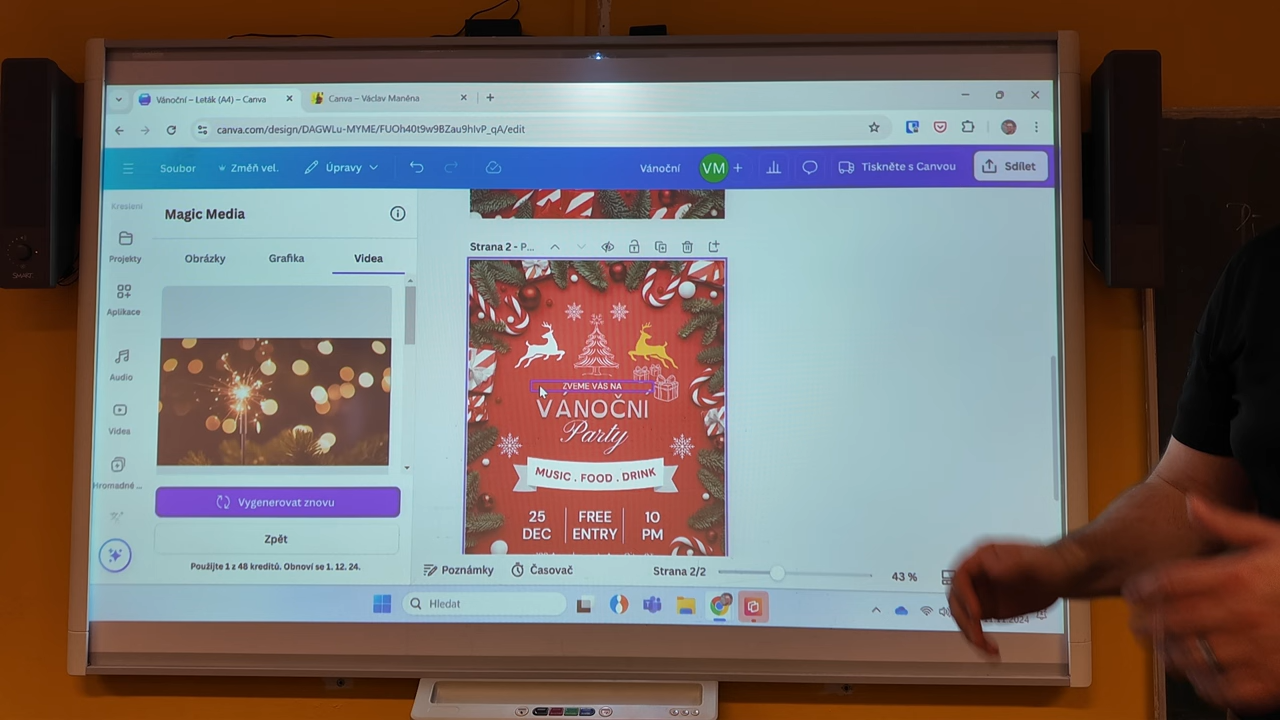 Vánoční – Leták (A4) – Canva
Canva – Václav Maněna
canva.com/design/DAGWLu-MYME/FUOh40t9w9BZau9hIvP_qA/edit
Soubor
Změň vel.
Úpravy
Vánoční
VM
Tiskněte s Canvou
Sdílet
Kreslení
Projekty
Aplikace
Audio
Videa
Hromadné ...
Magic Media
Obrázky
Grafika
Videa
Vygenerovat znovu
Zpět
Použijte 1 z 48 kreditů. Obnoví se 1. 12. 24.
Strana 2 - P...
ZVEME VÁS NA
VÁNOČNÍ
Party
MUSIC . FOOD . DRINK
25
DEC
FREE
ENTRY
10
PM
Poznámky
Časovač
Strana 2/2
43 %
Hledat
SMART